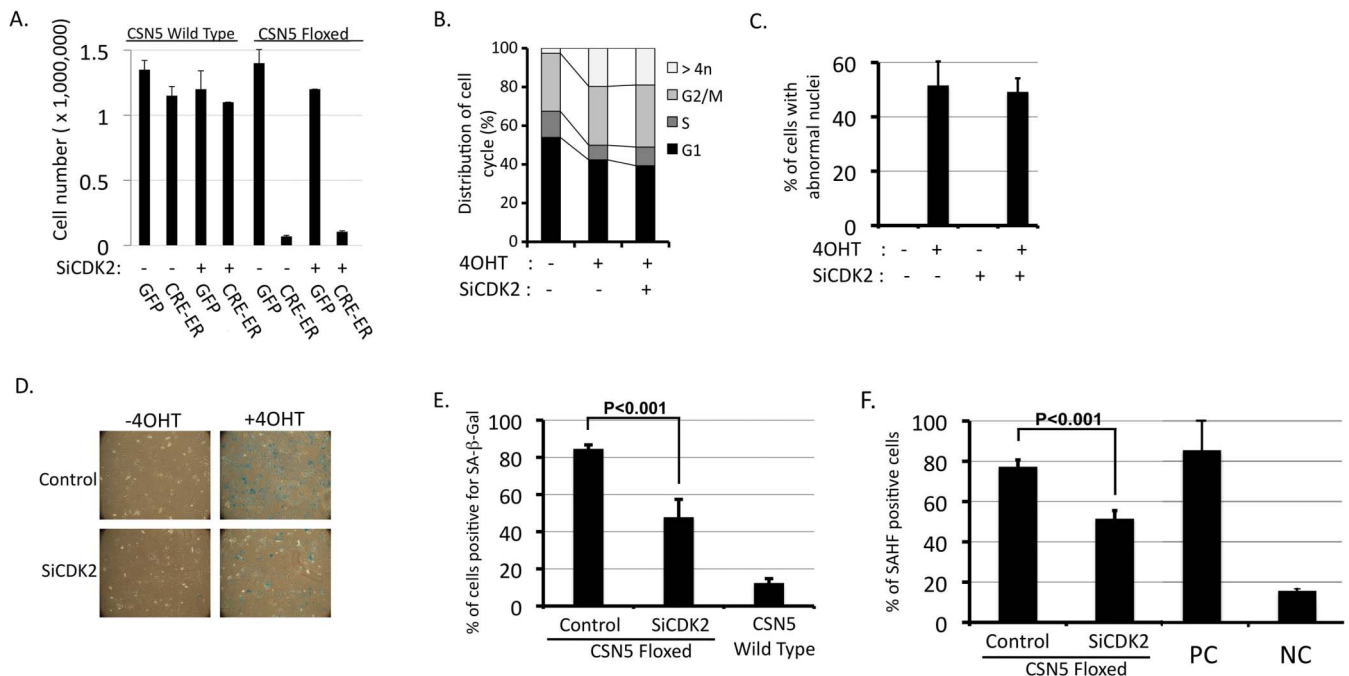 A.
CSN5 Wild Type
CSN5 Floxed
Cell number ( x 1,000,000)
1.5
1
0.5
0
SiCDK2: - - + + - - + +
GFP
CRE-ER
GFP
CRE-ER
GFP
CRE-ER
GFP
CRE-ER
B.
Distribution of cell
cycle (%)
100
80
60
40
20
0
> 4n
G2/M
S
G1
4OHT : - + +
SiCDK2 : - - +
C.
% of cells with
abnormal nuclei
60
40
20
0
4OHT : - + - +
SiCDK2 : - - + +
D.
-4OHT
+4OHT
Control
SiCDK2
E.
% of cells positive for SA-β-Gal
100
80
60
40
20
0
P<0.001
Control
SiCDK2
CSN5
Wild Type
CSN5 Floxed
F.
% of SAHF positive cells
100
80
60
40
20
0
P<0.001
Control
SiCDK2
PC
NC
CSN5 Floxed